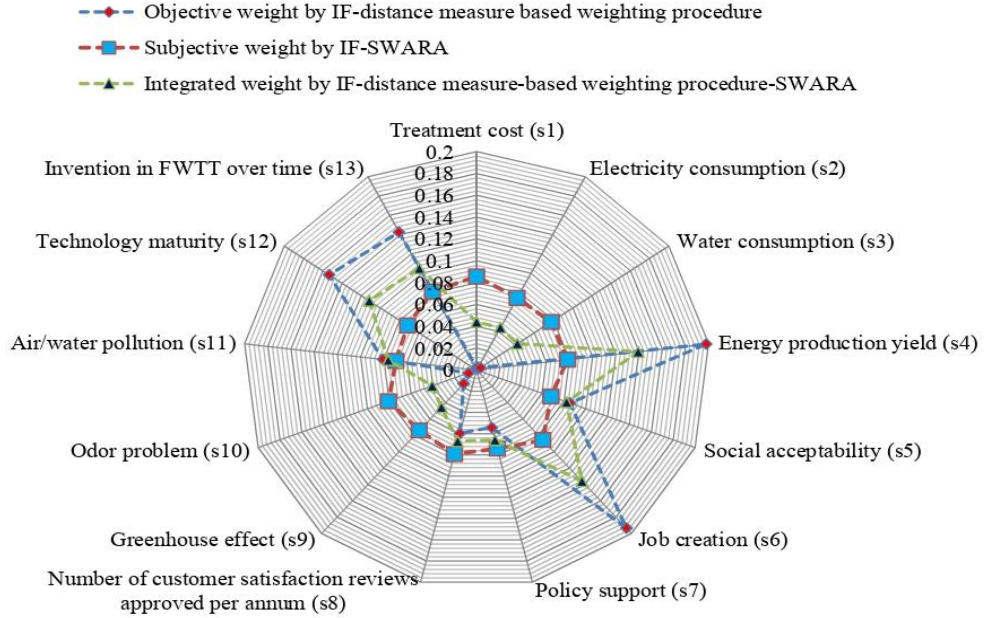 Objective weight by IF-distance measure based weighting procedure
Subjective weight by IF-SWARA
Integrated weight by IF-distance measure-based weighting procedure-SWARA
Treatment cost (s1)
Invention in FWTT over time (s13)
Electricity consumption (s2)
Technology maturity (s12)
Water consumption (s3)
Air/water pollution (s11)
Energy production yield (s4)
Odor problem (s10)
Social acceptability (s5)
Greenhouse effect (s9)
Job creation (s6)
Number of customer satisfaction reviews
approved per annum (s8)
Policy support (s7)
0.2
0.18
0.16
0.14
0.12
0.1
0.08
0.06
0.04
0.02
0